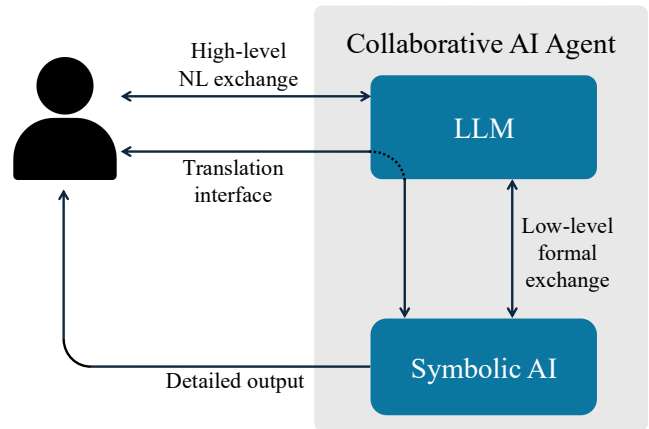 High-level
NL exchange
Collaborative AI Agent
LLM
Translation
interface
Low-level
formal
exchange
Symbolic AI
Detailed output